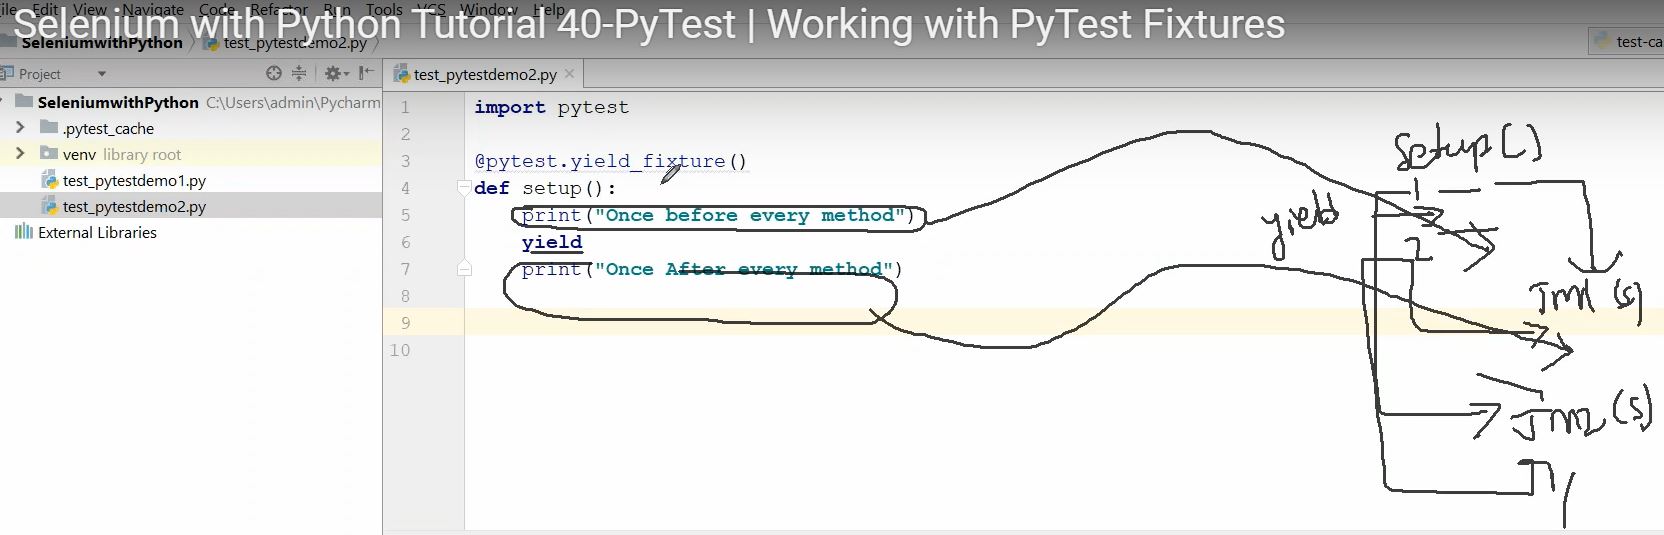 File Edit View Navigate Code Refactor Run Tools VCS Window Help
Selenium with Python Tutorial 40-PyTest | Working with PyTest Fixtures
SeleniumwithPython test_pytestdemo2.py
test-ca
Project
test_pytestdemo2.py
SeleniumwithPython C:\Users\admin\Pycharm
.pytest_cache
venv library root
test_pytestdemo1.py
test_pytestdemo2.py
External Libraries
1 import pytest
2
3 @pytest.yield_fixture()
4 def setup():
5 print("Once before every method")
6 yield
7 print("Once After every method")
8
9
10
Setup()
1
yield
2
Jm1 (s)
Jm2 (s)